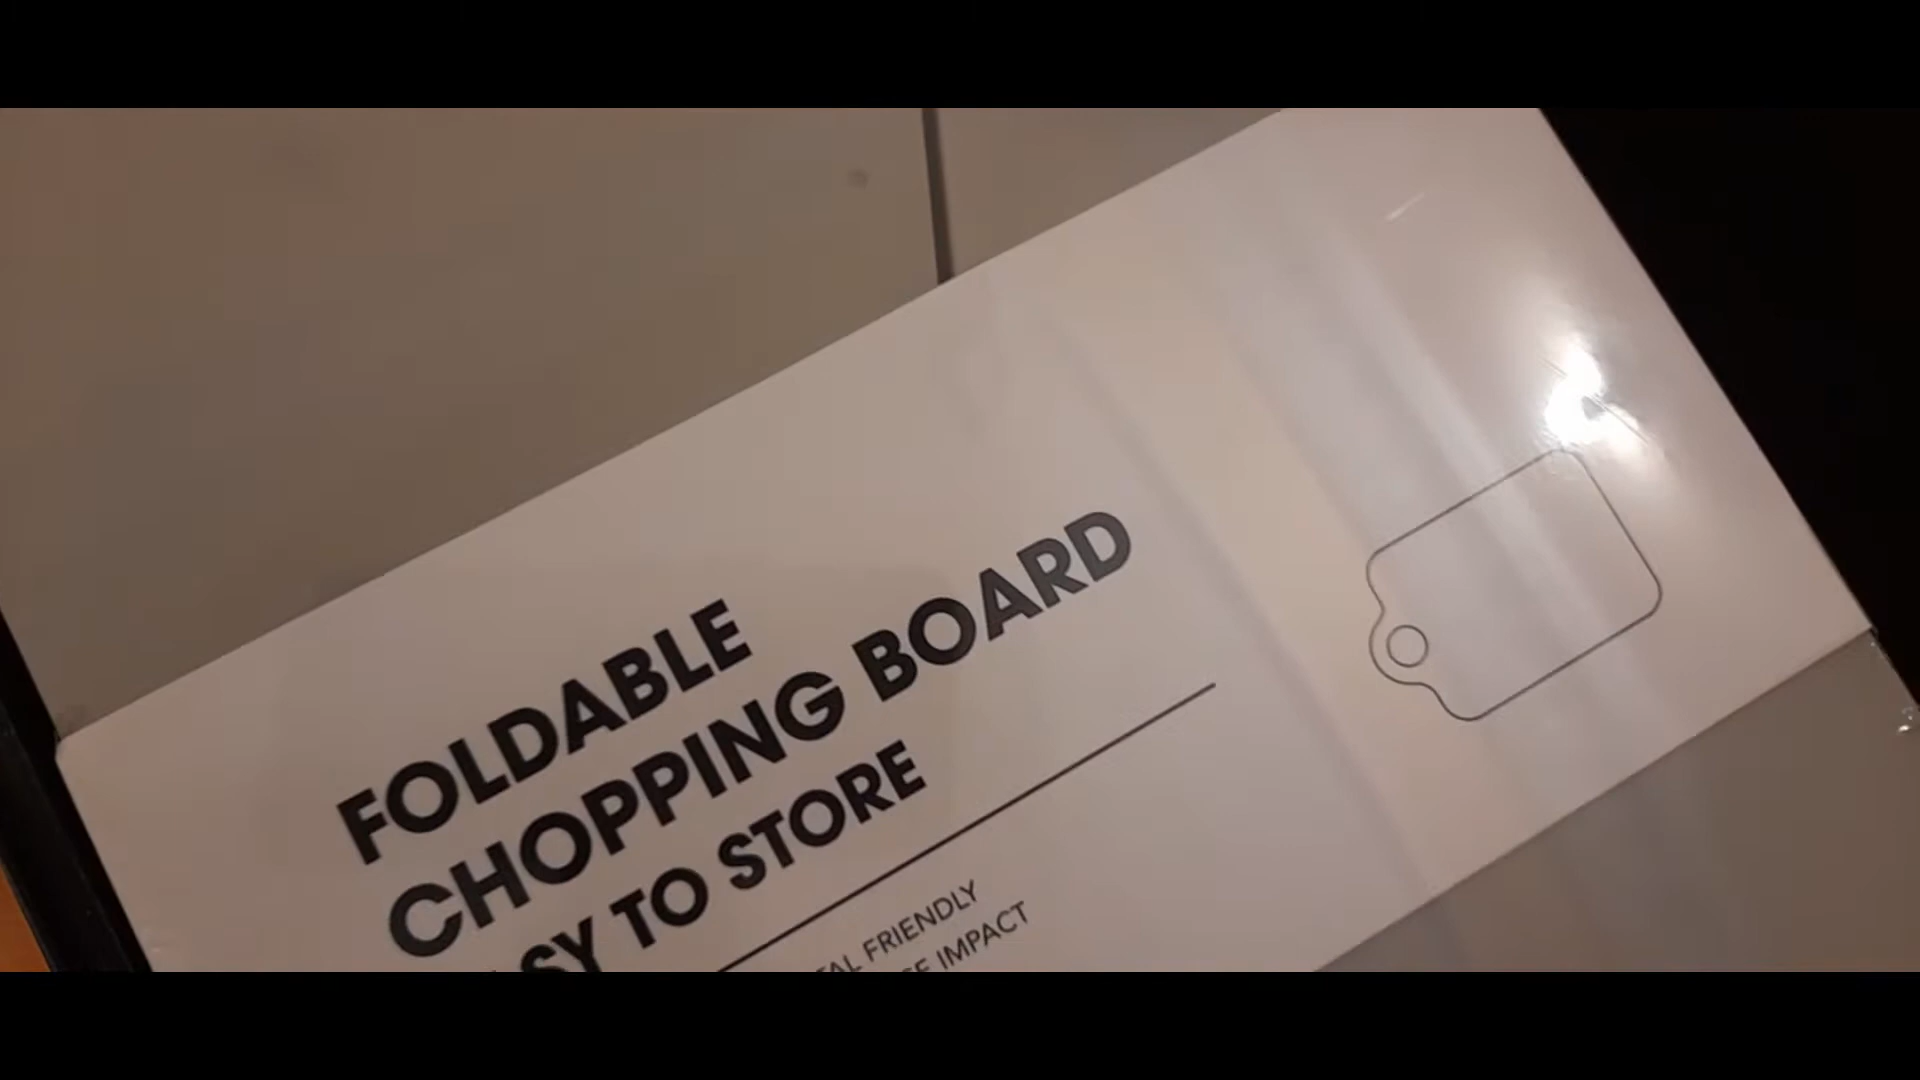 FOLDABLE
CHOPPING BOARD
TO STORE
FRIENDLY
IMPACT